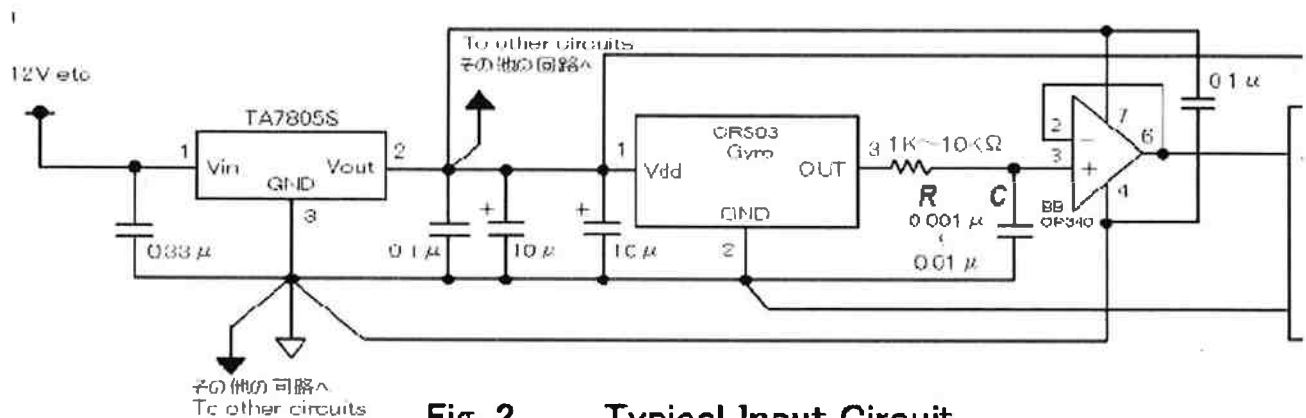 To other circuits
その他の回路へ
12V etc
TA7805S
1
Vin
GND
Vout
2
3
0.33 μ
0.1 μ
+
10 μ
+
10 μ
1
CRS03
Gyro
Vdd
OUT
GND
2
3
1K～10KΩ
R
C
0.001 μ
0.01 μ
2
3
-
+
7
6
4
BB
OP340
0.1 μ
その他の回路へ
To other circuits
Fig. 2 Typical Input Circuit